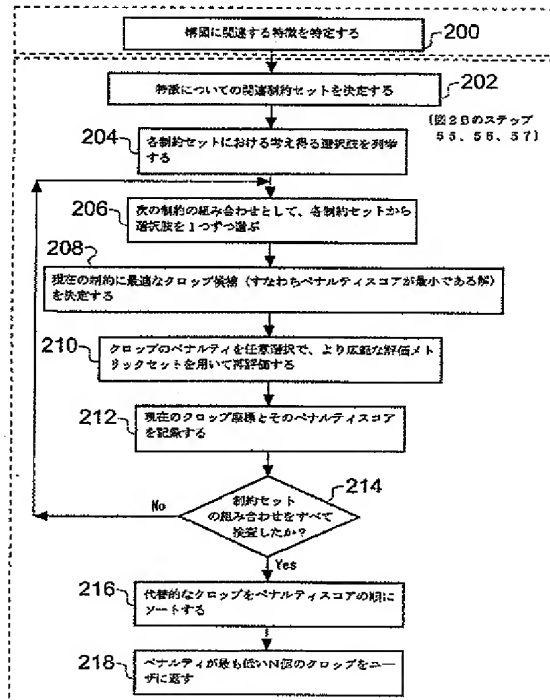 構図に関連する特徴を特定する
200
特徴についての関連制約セットを決定する
202
(図2Bのステップ
55、56、57)
204
各制約セットにおける考え得る選択肢を列挙
する
206
次の制約の組み合わせとして、各制約セットから
選択肢を1つずつ選ぶ
208
現在の制約に最適なクロップ候補(すなわちペナルティスコアが最小である解)
を決定する
210
クロップのペナルティを任意選択で、より広範な評価メト
リックセットを用いて再評価する
212
現在のクロップ座標とそのペナルティスコア
を記録する
214
制約セット
の組み合わせをすべて
検査したか?
No
Yes
216
代替的なクロップをペナルティスコアの順に
ソートする
218
ペナルティが最も低いN個のクロップをユー
ザに返す